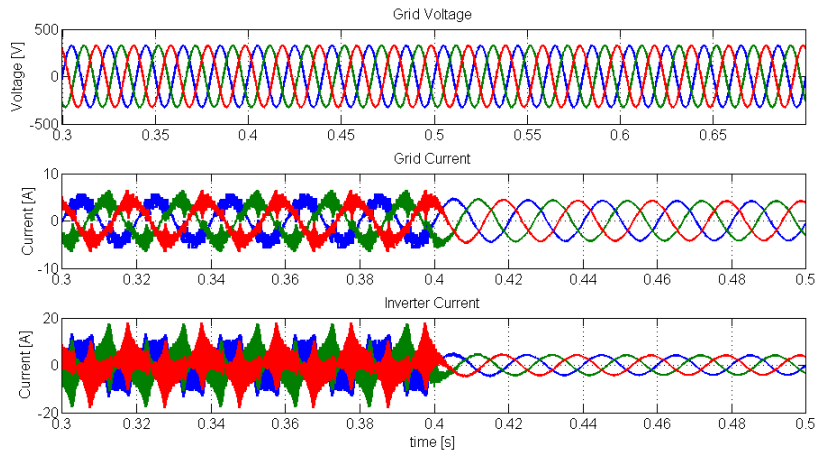 Grid Voltage
Voltage [V]
500
0
-500
0.3 0.35 0.4 0.45 0.5 0.55 0.6 0.65
Grid Current
Current [A]
10
0
-10
0.3 0.32 0.34 0.36 0.38 0.4 0.42 0.44 0.46 0.48 0.5
Inverter Current
Current [A]
20
0
-20
0.3 0.32 0.34 0.36 0.38 0.4 0.42 0.44 0.46 0.48 0.5
time [s]